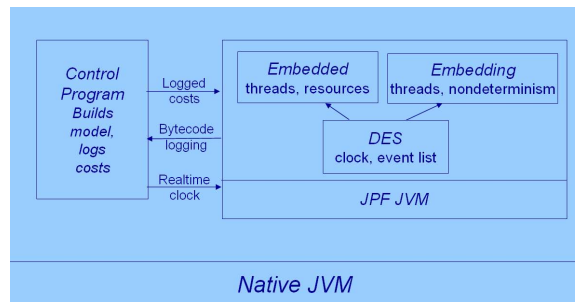 Control
Program
Builds
model,
logs
costs
Logged
costs
Bytecode
logging
Realtime
clock
Embedded
threads, resources
Embedding
threads, nondeterminism
DES
clock, event list
JPF JVM
Native JVM